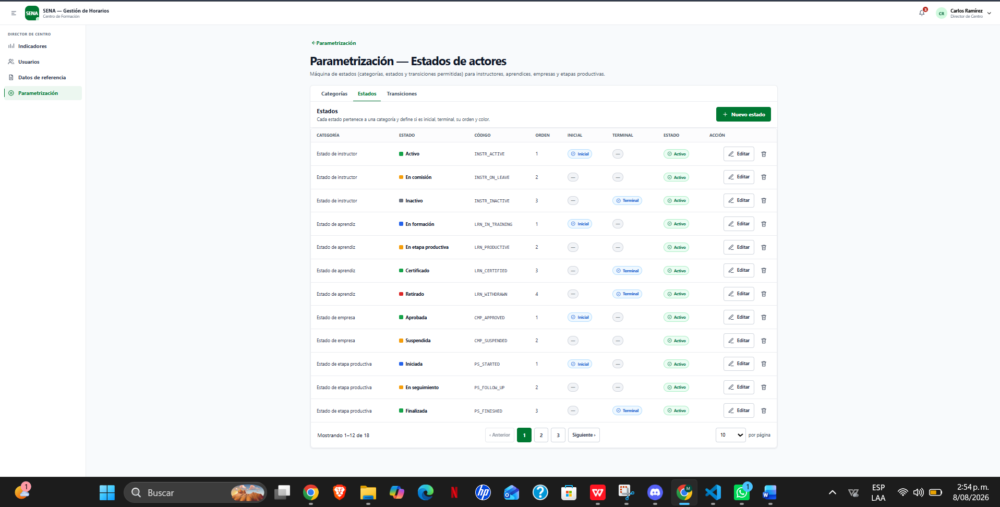 SENA
SENA — Gestión de Horarios
Centro de Formación
3
CR
Carlos Ramírez
Director de Centro
DIRECTOR DE CENTRO
Indicadores
Usuarios
Datos de referencia
Parametrización
Parametrización
Parametrización — Estados de actores
Máquina de estados (categorías, estados y transiciones permitidas) para instructores, aprendices, empresas y etapas productivas.
Categorías Estados Transiciones
Estados
Cada estado pertenece a una categoría y define si es inicial, terminal, su orden y color.
+ Nuevo estado
CATEGORÍA ESTADO CÓDIGO ORDEN INICIAL TERMINAL ESTADO ACCIÓN
Estado de instructor Activo INSTR_ACTIVE 1 Inicial — Activo Editar
Estado de instructor En comisión INSTR_ON_LEAVE 2 — — Activo Editar
Estado de instructor Inactivo INSTR_INACTIVE 3 — Terminal Activo Editar
Estado de aprendiz En formación LRN_IN_TRAINING 1 Inicial — Activo Editar
Estado de aprendiz En etapa productiva LRN_PRODUCTIVE 2 — — Activo Editar
Estado de aprendiz Certificado LRN_CERTIFIED 3 — Terminal Activo Editar
Estado de aprendiz Retirado LRN_WITHDRAWN 4 — Terminal Activo Editar
Estado de empresa Aprobada CMP_APPROVED 1 Inicial — Activo Editar
Estado de empresa Suspendida CMP_SUSPENDED 2 — — Activo Editar
Estado de etapa productiva Iniciada PS_STARTED 1 Inicial — Activo Editar
Estado de etapa productiva En seguimiento PS_FOLLOW_UP 2 — — Activo Editar
Estado de etapa productiva Finalizada PS_FINISHED 3 — Terminal Activo Editar
Mostrando 1–12 de 18
‹ Anterior 1 2 3 Siguiente ›
10 por página
1
Buscar
N
hp
?
W
M
1
W
ESP
LAA
2:54 p. m.
8/08/2026